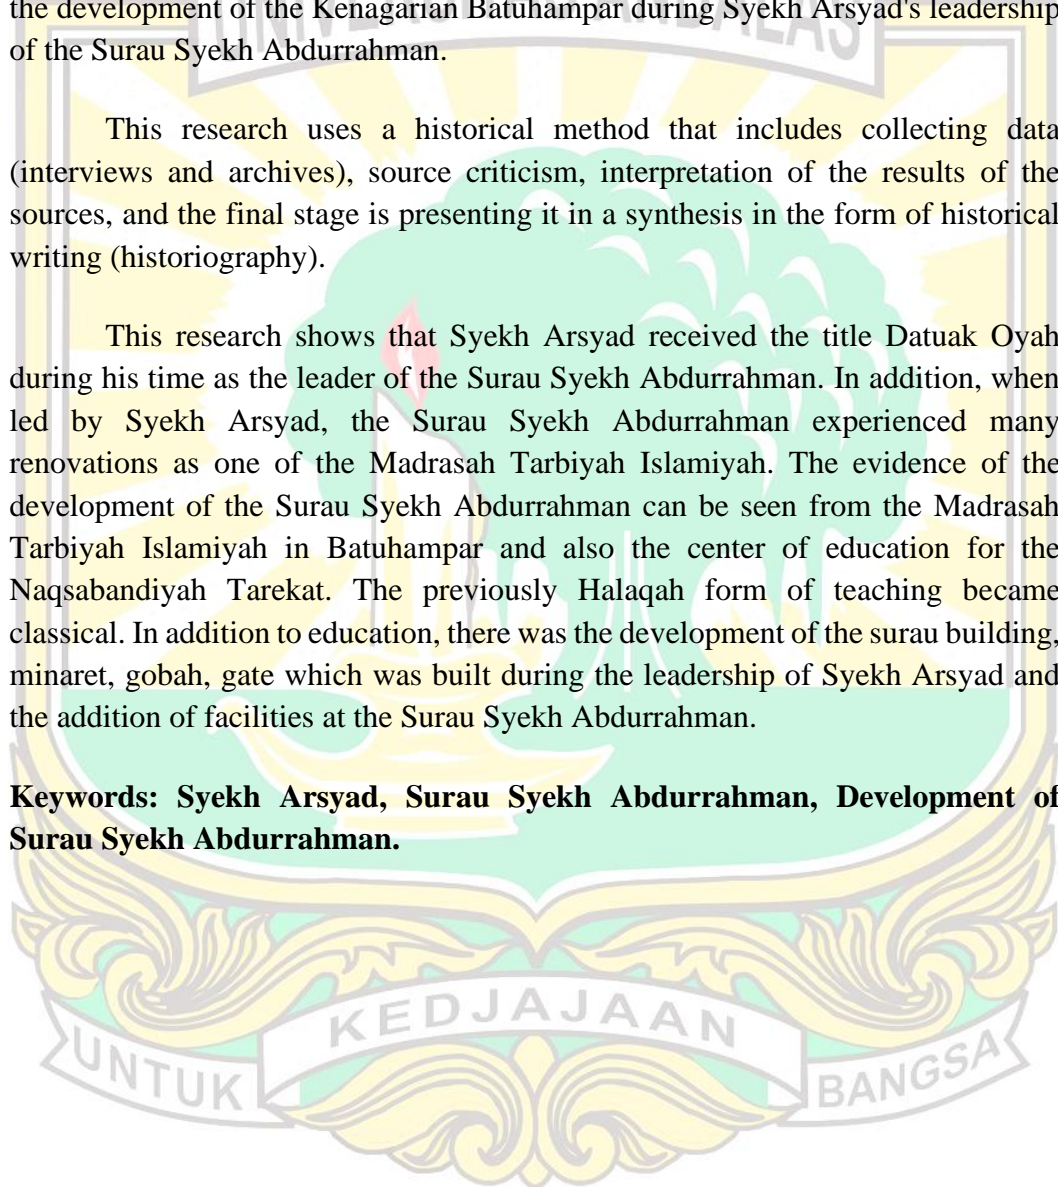 the development of the Kenagarian Batuhampar during Syekh Arsyad's leadership
of the Surau Syekh Abdurrahman.
This research uses a historical method that includes collecting data
(interviews and archives), source criticism, interpretation of the results of the
sources, and the final stage is presenting it in a synthesis in the form of historical
writing (historiography).
This research shows that Syekh Arsyad received the title Datuak Oyah
during his time as the leader of the Surau Syekh Abdurrahman. In addition, when
led by Syekh Arsyad, the Surau Syekh Abdurrahman experienced many
renovations as one of the Madrasah Tarbiyah Islamiyah. The evidence of the
development of the Surau Syekh Abdurrahman can be seen from the Madrasah
Tarbiyah Islamiyah in Batuhampar and also the center of education for the
Naqsabandiyah Tarekat. The previously Halaqah form of teaching became
classical. In addition to education, there was the development of the surau building,
minaret, gobah, gate which was built during the leadership of Syekh Arsyad and
the addition of facilities at the Surau Syekh Abdurrahman.
Keywords: Syekh Arsyad, Surau Syekh Abdurrahman, Development of
Surau Syekh Abdurrahman.
UNTUK KEDJAJAAN BANGSA